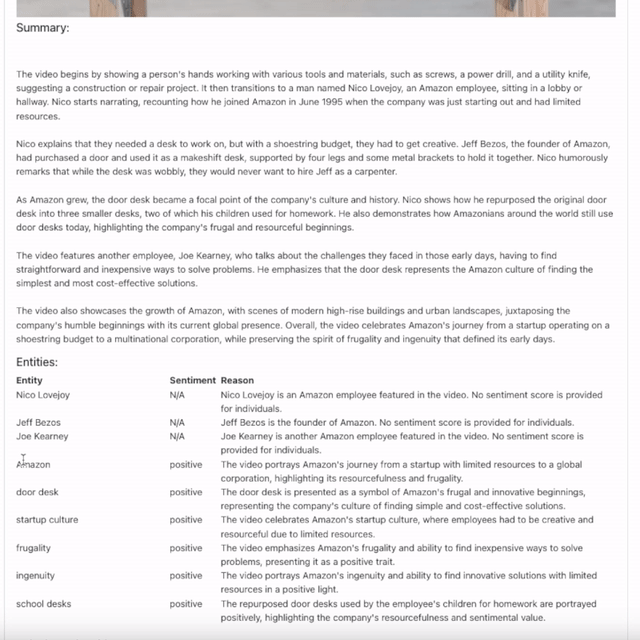 Summary:
The video begins by showing a person's hands working with various tools and materials, such as screws, a power drill, and a utility knife,
suggesting a construction or repair project. It then transitions to a man named Nico Lovejoy, an Amazon employee, sitting in a lobby or
hallway. Nico starts narrating, recounting how he joined Amazon in June 1995 when the company was just starting out and had limited
resources.
Nico explains that they needed a desk to work on, but with a shoestring budget, they had to get creative. Jeff Bezos, the founder of Amazon,
had purchased a door and used it as a makeshift desk, supported by four legs and some metal brackets to hold it together. Nico humorously
remarks that while the desk was wobbly, they would never want to hire Jeff as a carpenter.
As Amazon grew, the door desk became a focal point of the company's culture and history. Nico shows how he repurposed the original door
desk into three smaller desks, two of which his children used for homework. He also demonstrates how Amazonians around the world still use
door desks today, highlighting the company's frugal and resourceful beginnings.
The video features another employee, Joe Kearney, who talks about the challenges they faced in those early days, having to find
straightforward and inexpensive ways to solve problems. He emphasizes that the door desk represents the Amazon culture of finding the
simplest and most cost-effective solutions.
The video also showcases the growth of Amazon, with scenes of modern high-rise buildings and urban landscapes, juxtaposing the
company's humble beginnings with its current global presence. Overall, the video celebrates Amazon's journey from a startup operating on a
shoestring budget to a multinational corporation, while preserving the spirit of frugality and ingenuity that defined its early days.
Entities:
Entity Sentiment Reason
Nico Lovejoy N/A Nico Lovejoy is an Amazon employee featured in the video. No sentiment score is provided
for individuals.
Jeff Bezos N/A Jeff Bezos is the founder of Amazon. No sentiment score is provided for individuals.
Joe Kearney N/A Joe Kearney is another Amazon employee featured in the video. No sentiment score is
provided for individuals.
Amazon positive The video portrays Amazon's journey from a startup with limited resources to a global
corporation, highlighting its resourcefulness and frugality.
door desk positive The door desk is presented as a symbol of Amazon's frugal and innovative beginnings,
representing the company's culture of finding simple and cost-effective solutions.
startup culture positive The video celebrates Amazon's startup culture, where employees had to be creative and
resourceful due to limited resources.
frugality positive The video emphasizes Amazon's frugality and ability to find inexpensive ways to solve
problems, presenting it as a positive trait.
ingenuity positive The video portrays Amazon's ingenuity and ability to find innovative solutions with limited
resources in a positive light.
school desks positive The repurposed door desks used by the employee's children for homework are portrayed
positively, highlighting the company's resourcefulness and sentimental value.